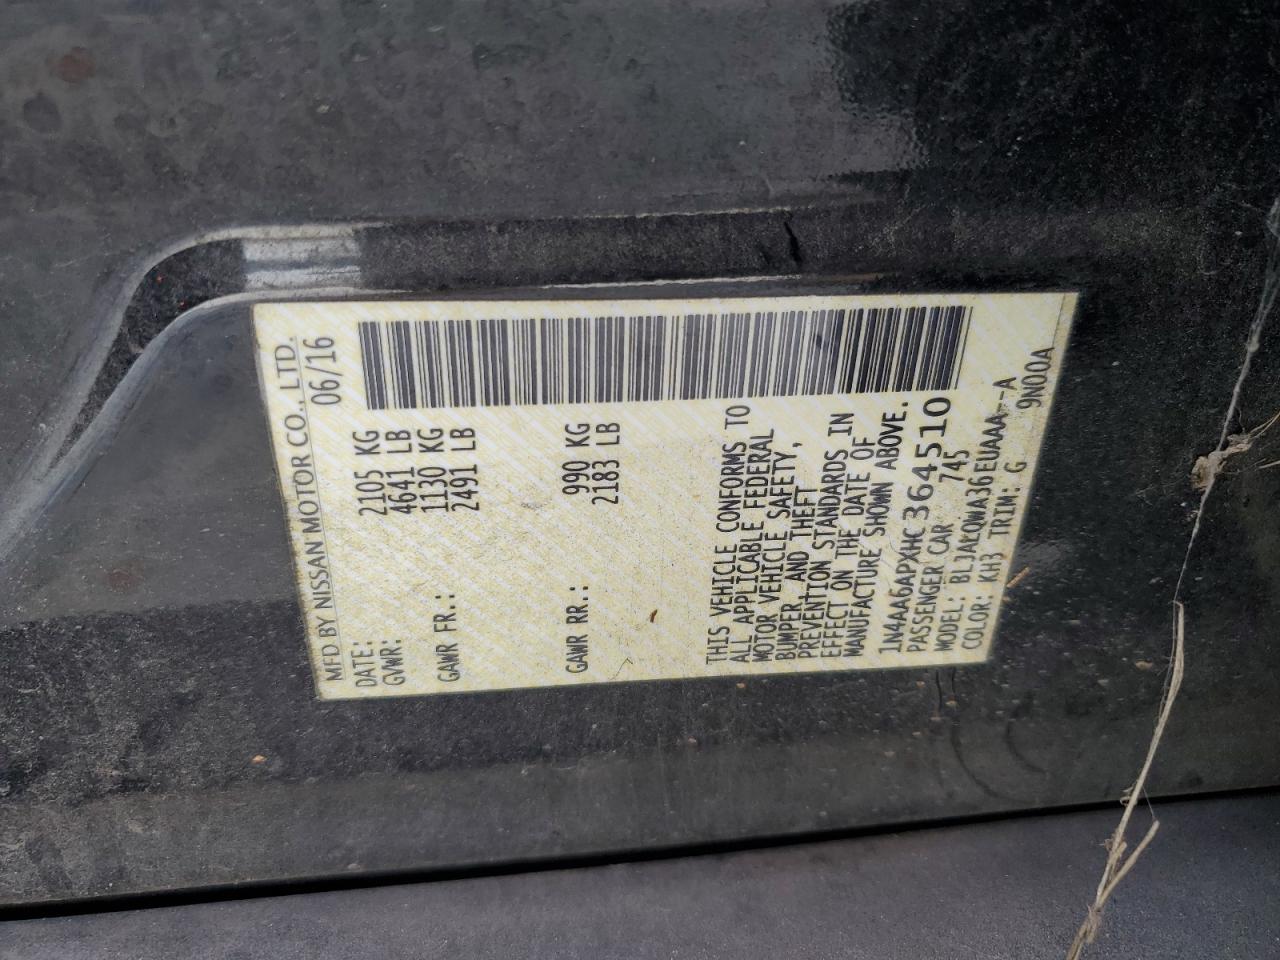 MFD BY NISSAN MOTOR CO., LTD.
DATE: 06/16
GVWR: 2105 KG
4641 LB
GAWR FR.: 1130 KG
2491 LB
GAWR RR.: 990 KG
2183 LB
THIS VEHICLE CONFORMS TO
ALL APPLICABLE FEDERAL
MOTOR VEHICLE SAFETY,
BUMPER, AND THEFT
PREVENTION STANDARDS IN
EFFECT ON THE DATE OF
MANUFACTURE SHOWN ABOVE.
1N4AA6APXHC364510
PASSENGER CAR 745
MODEL: BLJALQWA36EUAAA--A
COLOR: KH3 TRIM: G 9N00A